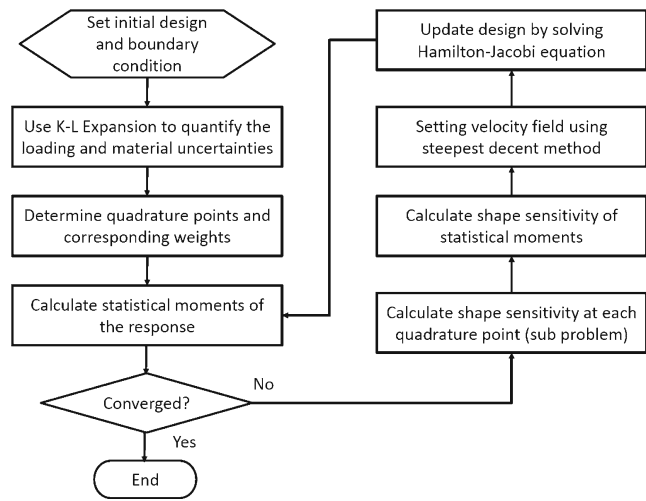 Set initial design
and boundary
condition
Use K-L Expansion to quantify the
loading and material uncertainties
Determine quadrature points and
corresponding weights
Calculate statistical moments of
the response
Converged?
No
Yes
End
Calculate shape sensitivity at each
quadrature point (sub problem)
Calculate shape sensitivity of
statistical moments
Setting velocity field using
steepest decent method
Update design by solving
Hamilton-Jacobi equation